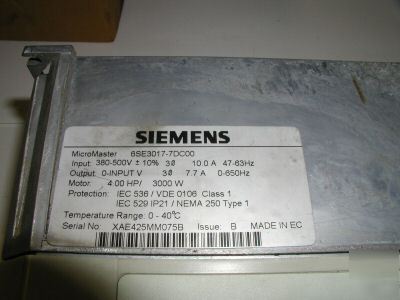 SIEMENS
MicroMaster 6SE3017-7DC00
Input: 380-500V ± 10% 3Ø 10.0 A 47-63Hz
Output: 0-INPUT V 3Ø 7.7 A 0-650Hz
Motor: 4.00 HP/ 3000 W
Protection: IEC 536 / VDE 0106 Class 1
IEC 529 IP21 / NEMA 250 Type 1
Temperature Range: 0 - 40°C
Serial No: XAE425MM075B Issue: B MADE IN EC